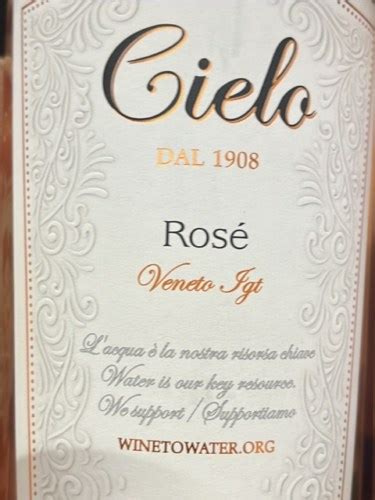 Cielo
DAL 1908
Rosé
Veneto Igt
L'acqua è la nostra risorsa chiave
Water is our key resource.
We support / Supportiamo
WINETOWATER.ORG